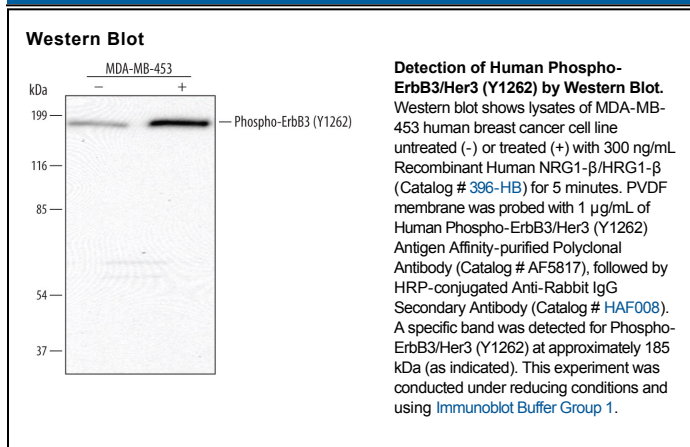 Western Blot
MDA-MB-453
kDa
− +
199
Phospho-ErbB3 (Y1262)
116
85
54
37
Detection of Human Phospho-
ErbB3/Her3 (Y1262) by Western Blot.
Western blot shows lysates of MDA-MB-
453 human breast cancer cell line
untreated (-) or treated (+) with 300 ng/mL
Recombinant Human NRG1-β/HRG1-β
(Catalog # 396-HB) for 5 minutes. PVDF
membrane was probed with 1 µg/mL of
Human Phospho-ErbB3/Her3 (Y1262)
Antigen Affinity-purified Polyclonal
Antibody (Catalog # AF5817), followed by
HRP-conjugated Anti-Rabbit IgG
Secondary Antibody (Catalog # HAF008).
A specific band was detected for Phospho-
ErbB3/Her3 (Y1262) at approximately 185
kDa (as indicated). This experiment was
conducted under reducing conditions and
using Immunoblot Buffer Group 1.